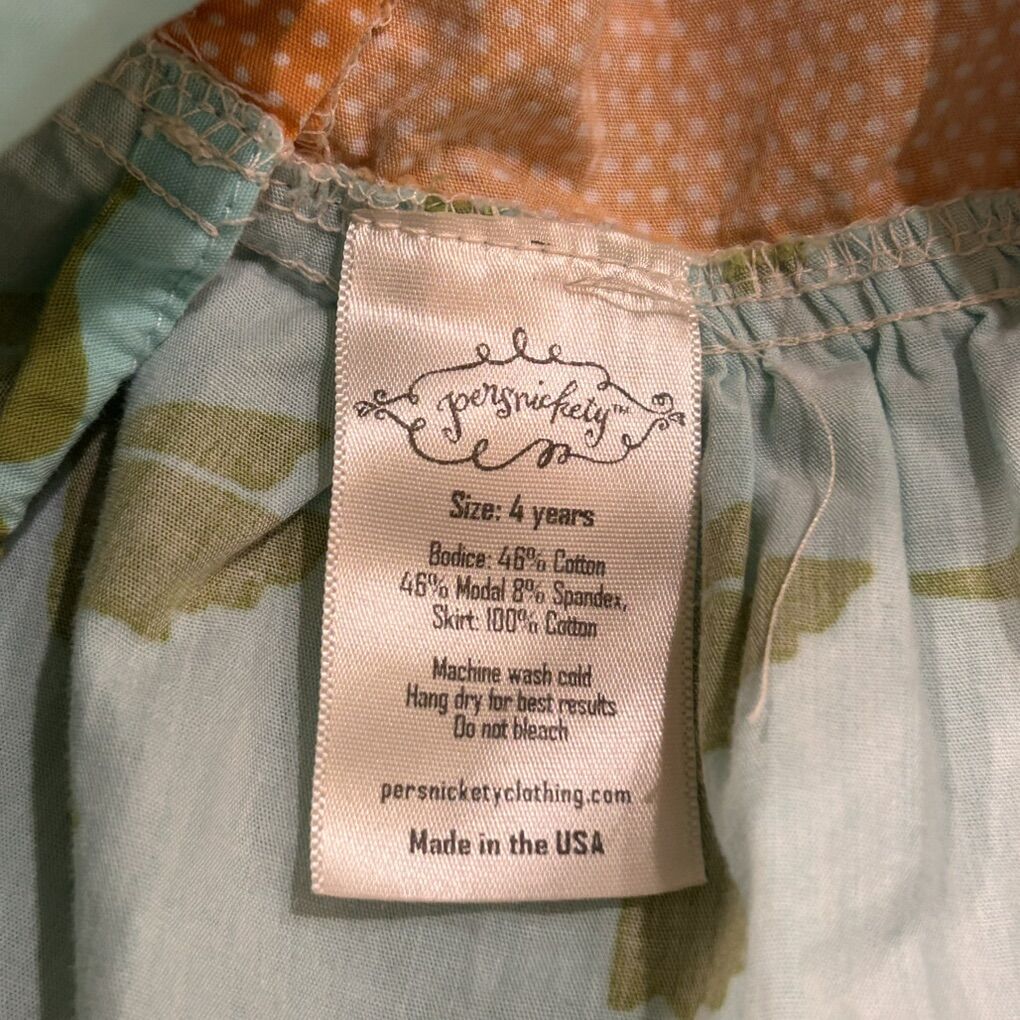 persnickety™
Size: 4 years
Bodice: 46% Cotton
46% Modal 8% Spandex,
Skirt: 100% Cotton
Machine wash cold
Hang dry for best results
Do not bleach
persnicketyclothing.com
Made in the USA